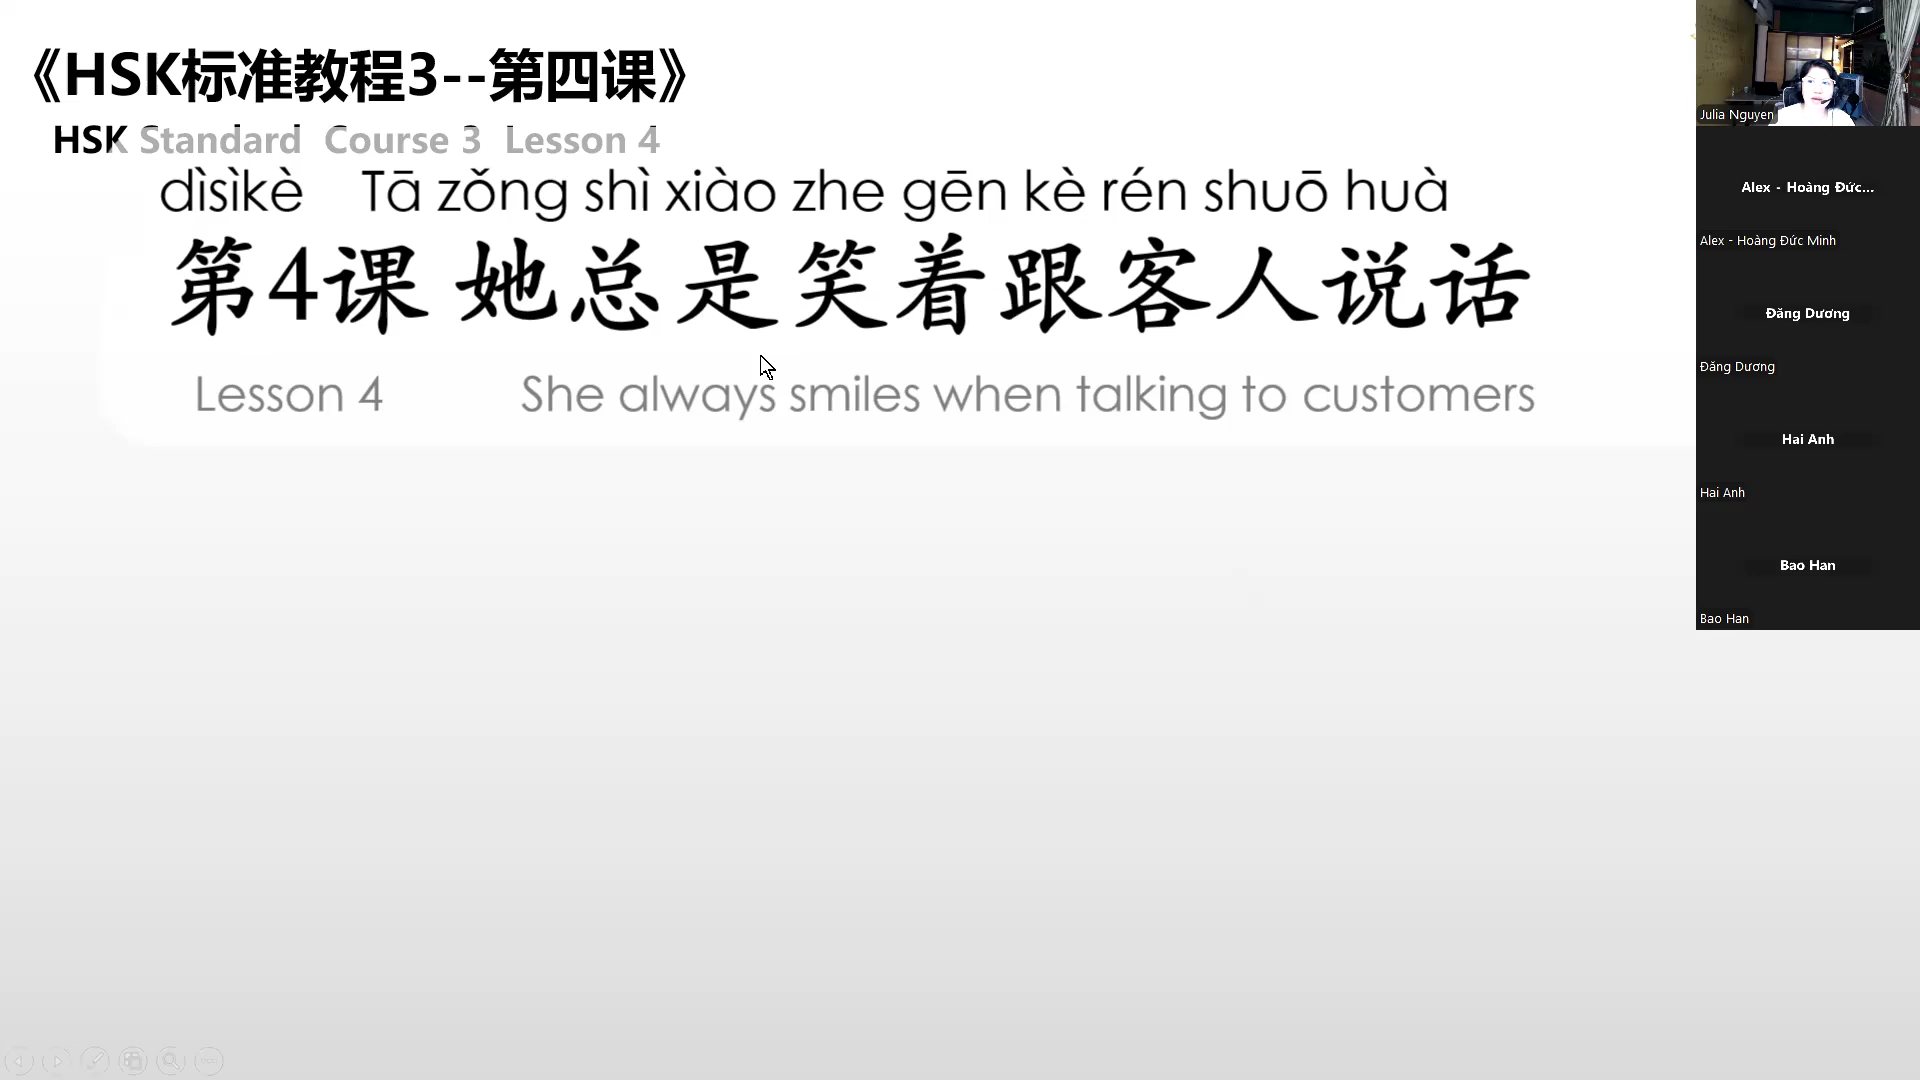 《HSK标准教程3--第四课》
HSK Standard Course 3 Lesson 4
dìsìkè Tā zǒng shì xiào zhe gēn kè rén shuō huà
第4课 她总是笑着跟客人说话
Lesson 4 She always smiles when talking to customers
Julia Nguyen
Alex - Hoàng Đức...
Alex - Hoàng Đức Minh
Đăng Dương
Đăng Dương
Hai Anh
Hai Anh
Bao Han
Bao Han